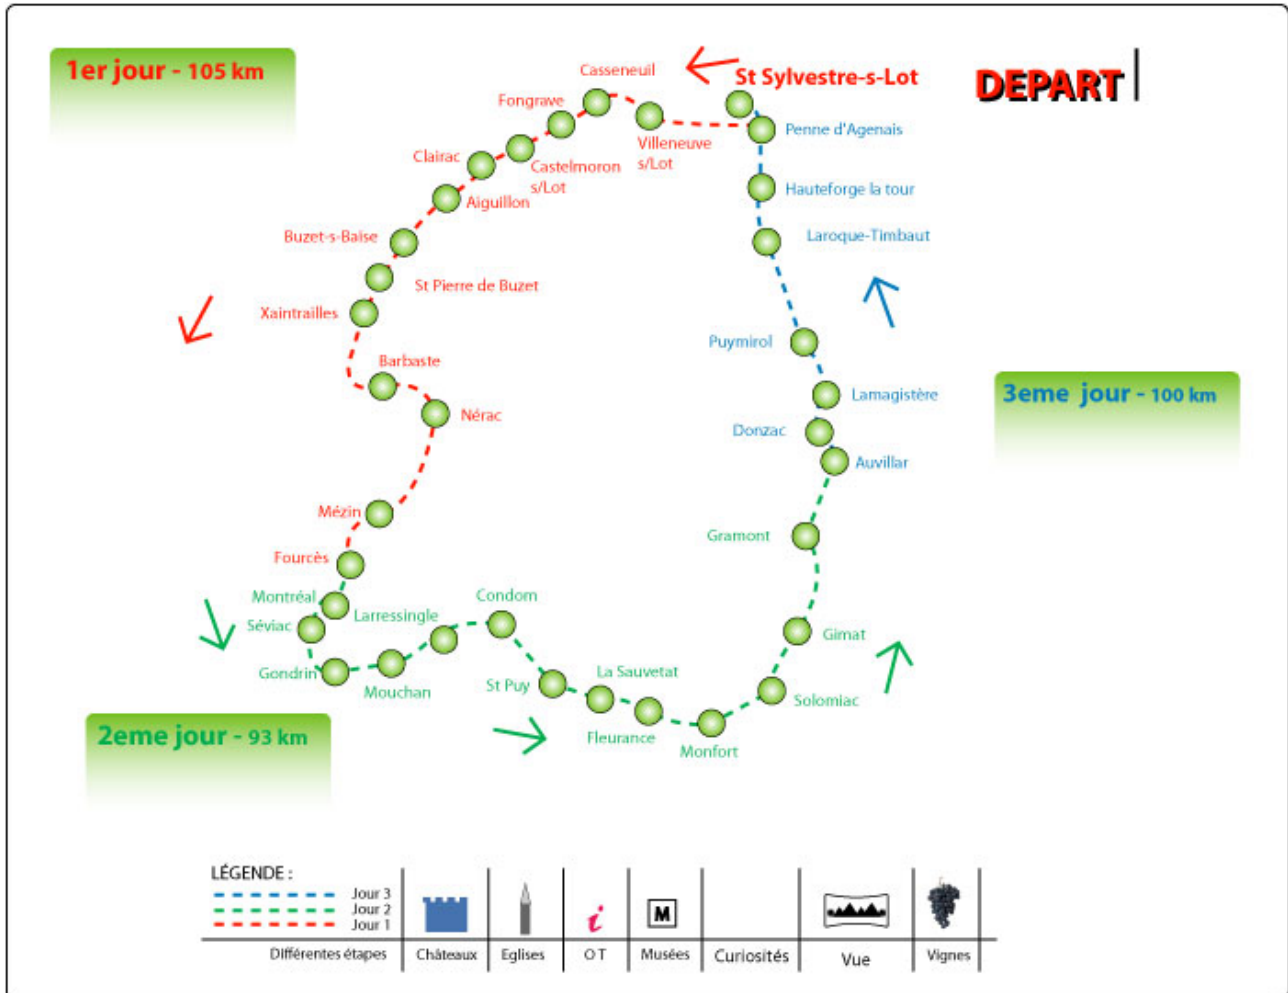 1er jour - 105 km
DEPART
St Sylvestre-s-Lot
Casseneuil
Fongrave
Villeneuve
s/Lot
Penne d'Agenais
Clairac
Castelmoron
s/Lot
Hauteforge la tour
Aiguillon
Buzet-s-Baïse
Laroque-Timbaut
St Pierre de Buzet
Xaintrailles
Puymirol
Barbaste
Lamagistère
3eme jour - 100 km
Nérac
Donzac
Auvillar
Mézin
Gramont
Fourcès
Montréal
Condom
Larressingle
Séviac
Gimat
Gondrin
La Sauvetat
Mouchan
St Puy
Solomiac
2eme jour - 93 km
Fleurance
Monfort
LÉGENDE :
Jour 3
Jour 2
Jour 1
i
M
Différentes étapes
Châteaux
Eglises
O T
Musées
Curiosités
Vue
Vignes